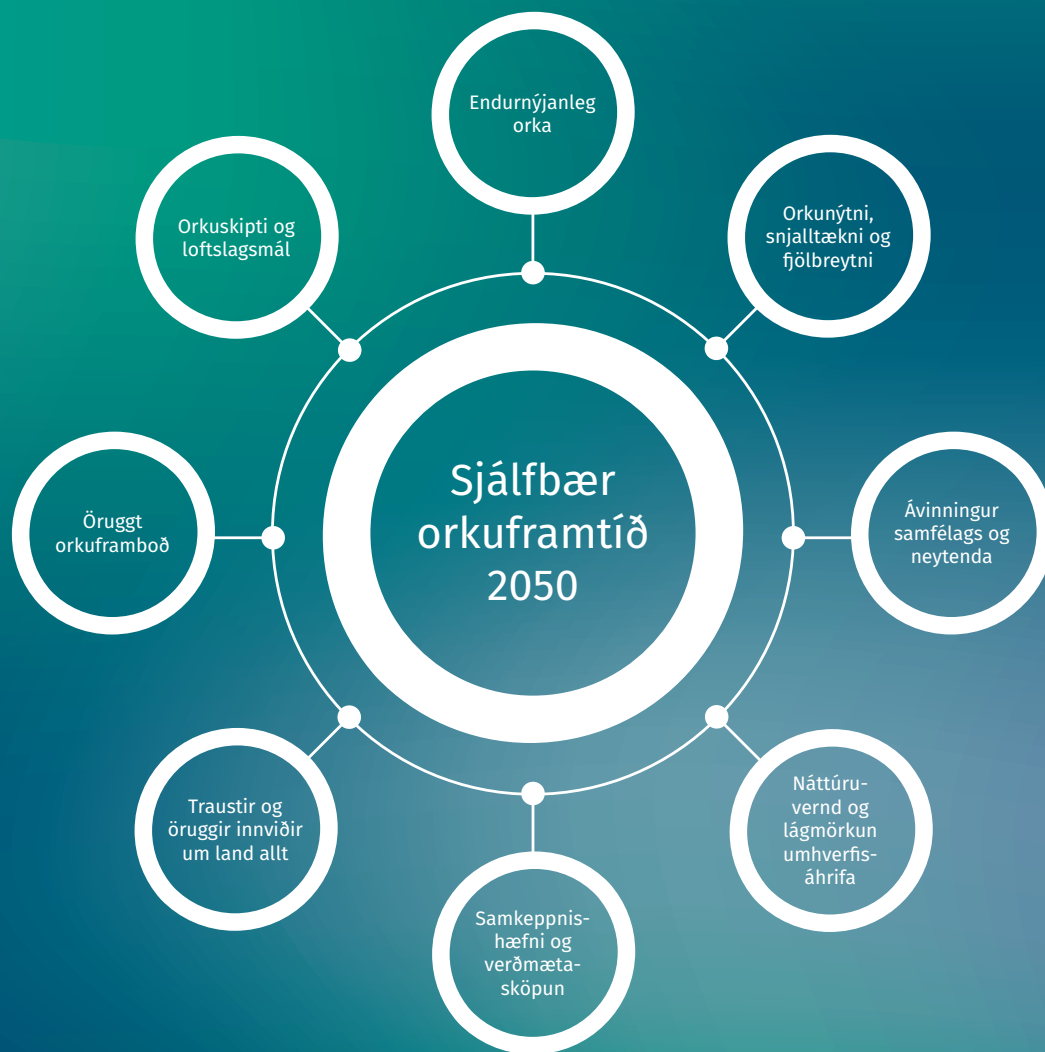 Endurnýjanleg
orka
Orkuskipti og
loftslagsmál
Orkunýtni,
snjalltækni og
fjölbreytni
Sjálfbær
orkuframtíð
2050
Öruggt
orkuframboð
Ávinningur
samfélags og
neytenda
Traustir og
öruggir innviðir
um land allt
Náttúru-
vernd og
lágmörkun
umhverfis-
áhrifa
Samkeppnis-
hæfni og
verðmæta-
sköpun